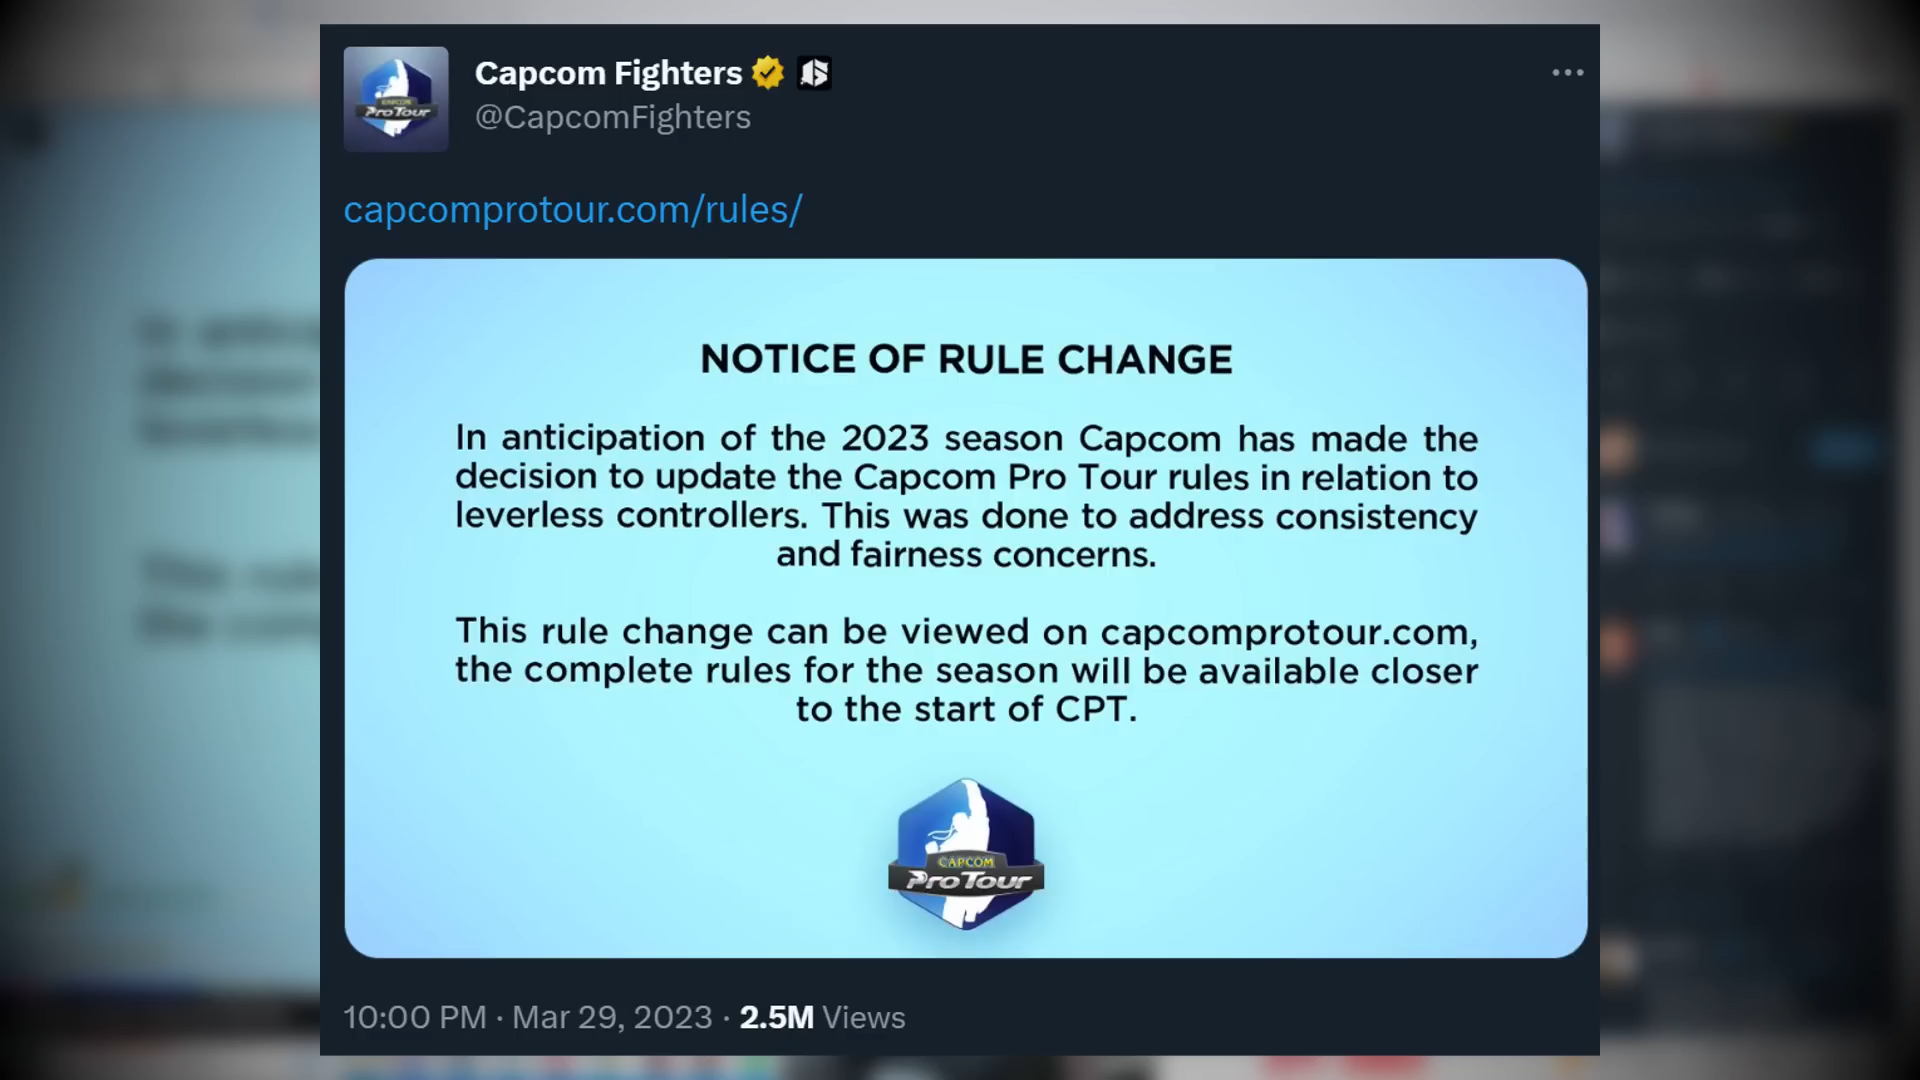 Capcom Fighters
@CapcomFighters
capcomprotour.com/rules/
NOTICE OF RULE CHANGE
In anticipation of the 2023 season Capcom has made the
decision to update the Capcom Pro Tour rules in relation to
leverless controllers. This was done to address consistency
and fairness concerns.
This rule change can be viewed on capcomprotour.com,
the complete rules for the season will be available closer
to the start of CPT.
CAPCOM
Pro Tour
10:00 PM · Mar 29, 2023 · 2.5M Views